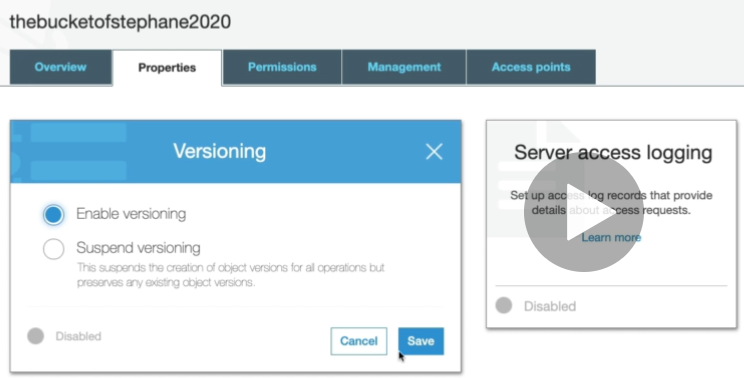 thebucketofstephane2020
Overview
Properties
Permissions
Management
Access points
Versioning
Enable versioning
Suspend versioning
This suspends the creation of object versions for all operations but
preserves any existing object versions.
Disabled
Cancel
Save
Server access logging
Set up access log records that provide
details about access requests.
Learn more
Disabled